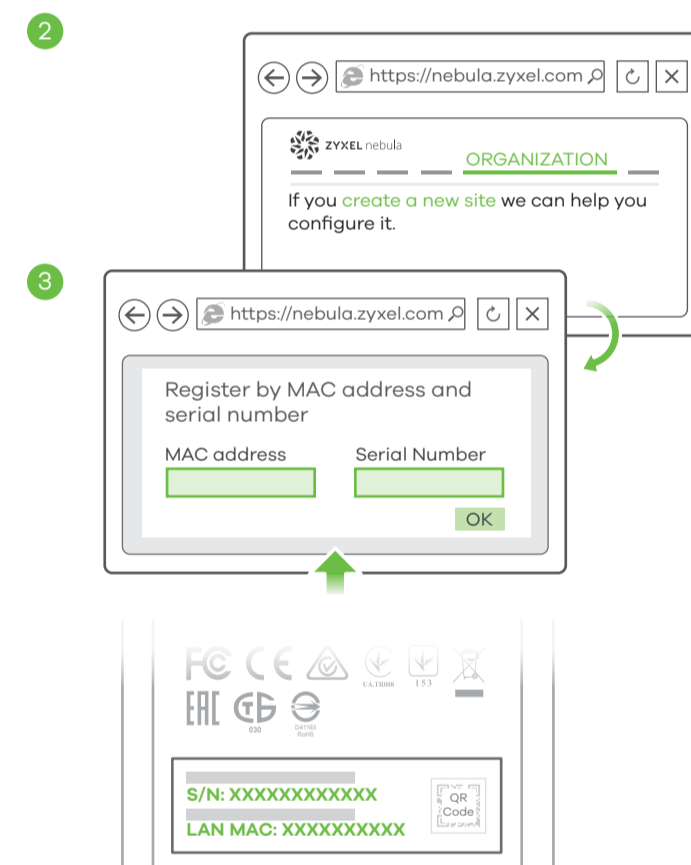 2
https://nebula.zyxel.com
ZYXEL nebula
ORGANIZATION
If you create a new site we can help you
configure it.
3
https://nebula.zyxel.com
Register by MAC address and
serial number
MAC address Serial Number
OK
FC CE
UA.TR008 153
EAC
030 D41193
RoHS
S/N: XXXXXXXXXXXX
LAN MAC: XXXXXXXXXX
QR
Code